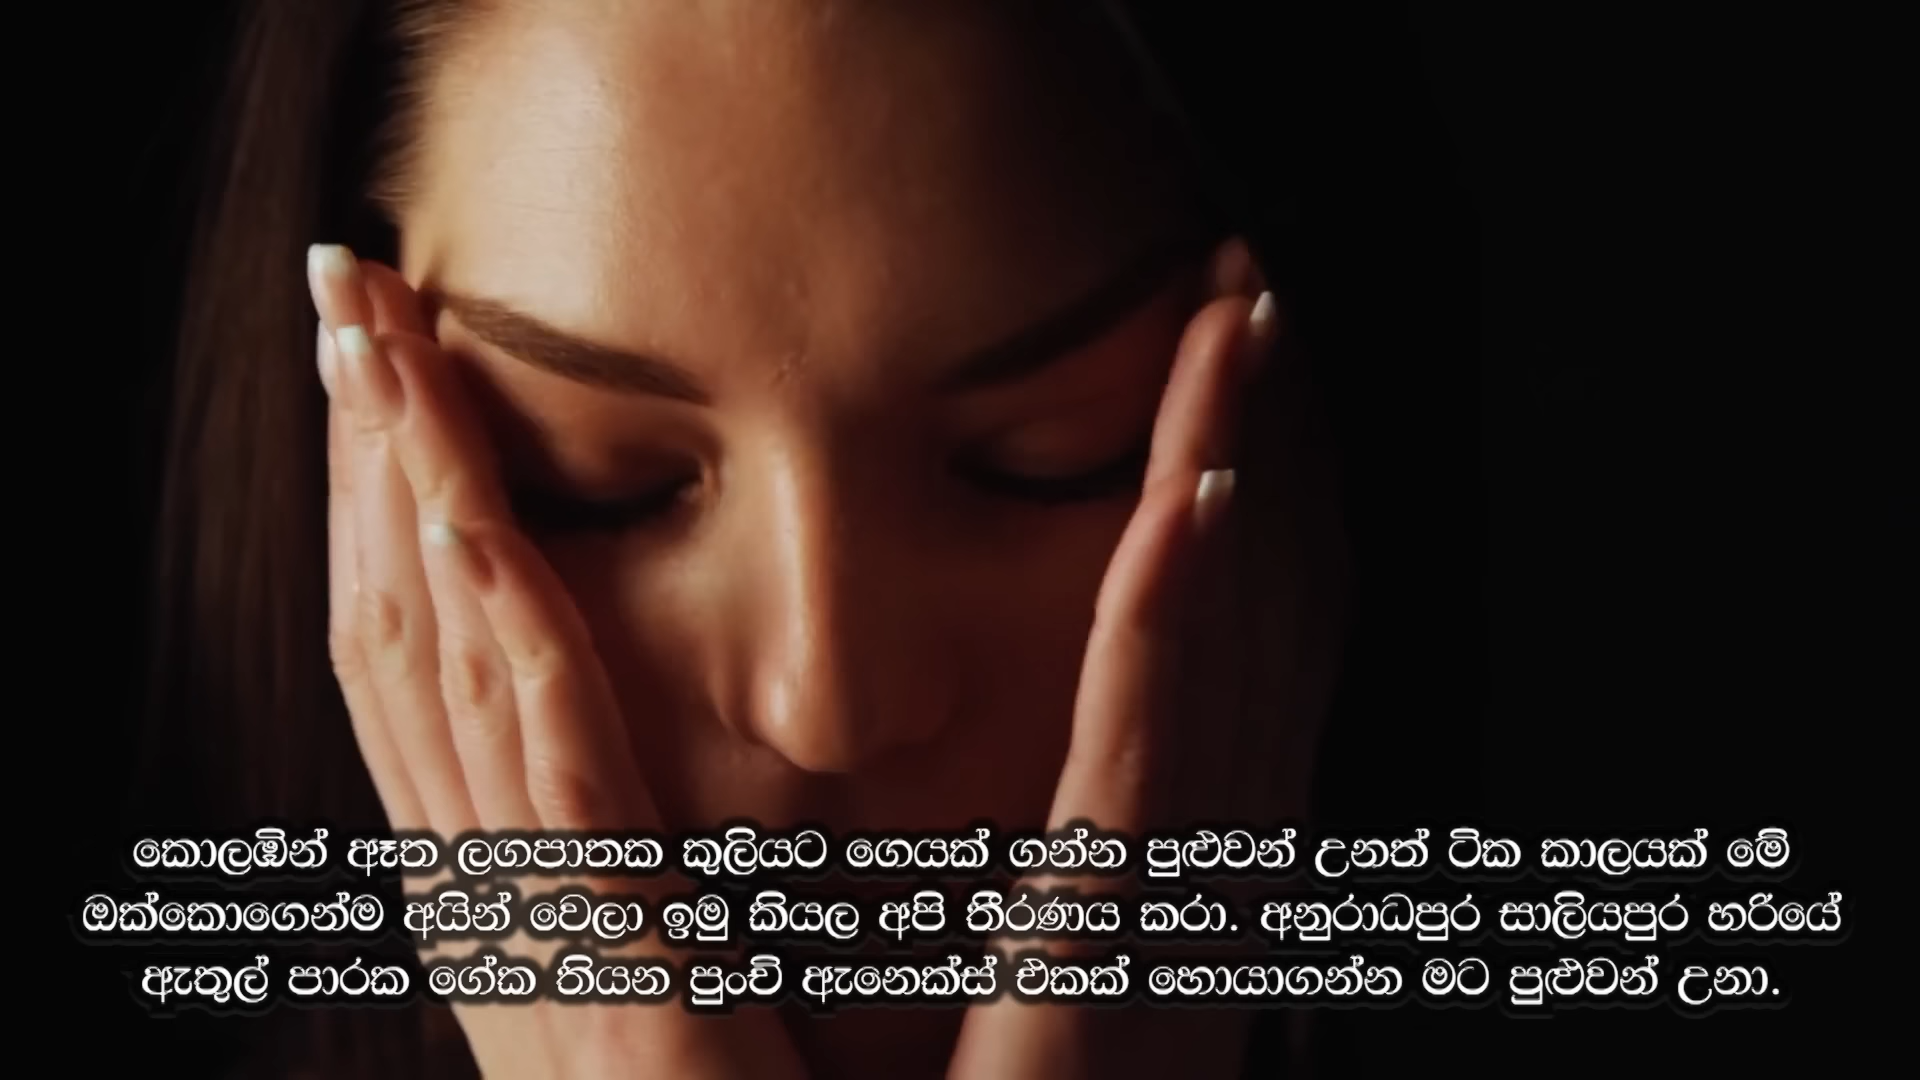 කොලඹින් ඈත ලගපාතක කුලියට ගෙයක් ගන්න පුළුවන් උනත් ටික කාලයක් මේ
ඔක්කොගෙන්ම අයින් වෙලා ඉමු කියල අපි තීරණය කරා. අනුරාධපුර සාලියපුර හරියේ
ඇතුල් පාරක ගේක තියන පුංචි ඇනෙක්ස් එකක් හොයාගන්න මට පුළුවන් උනා.